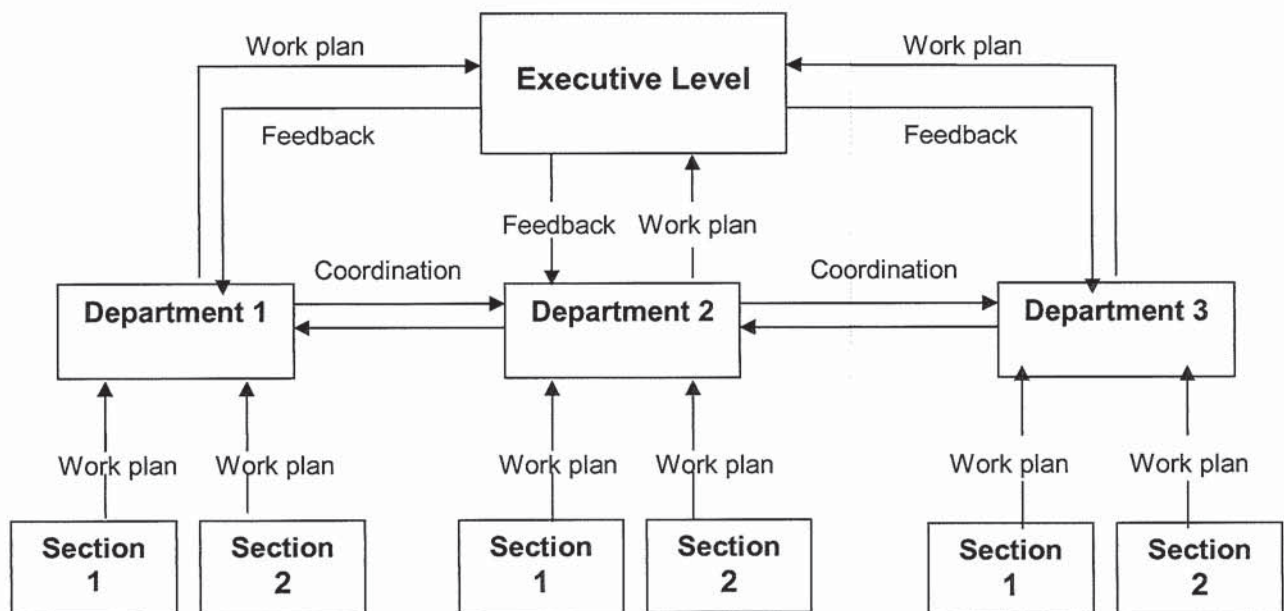 Work plan
Work plan
Executive Level
Feedback
Feedback
Feedback
Work plan
Coordination
Coordination
Department 1
Department 2
Department 3
Work plan
Work plan
Work plan
Work plan
Work plan
Work plan
Section
1
Section
2
Section
1
Section
2
Section
1
Section
2